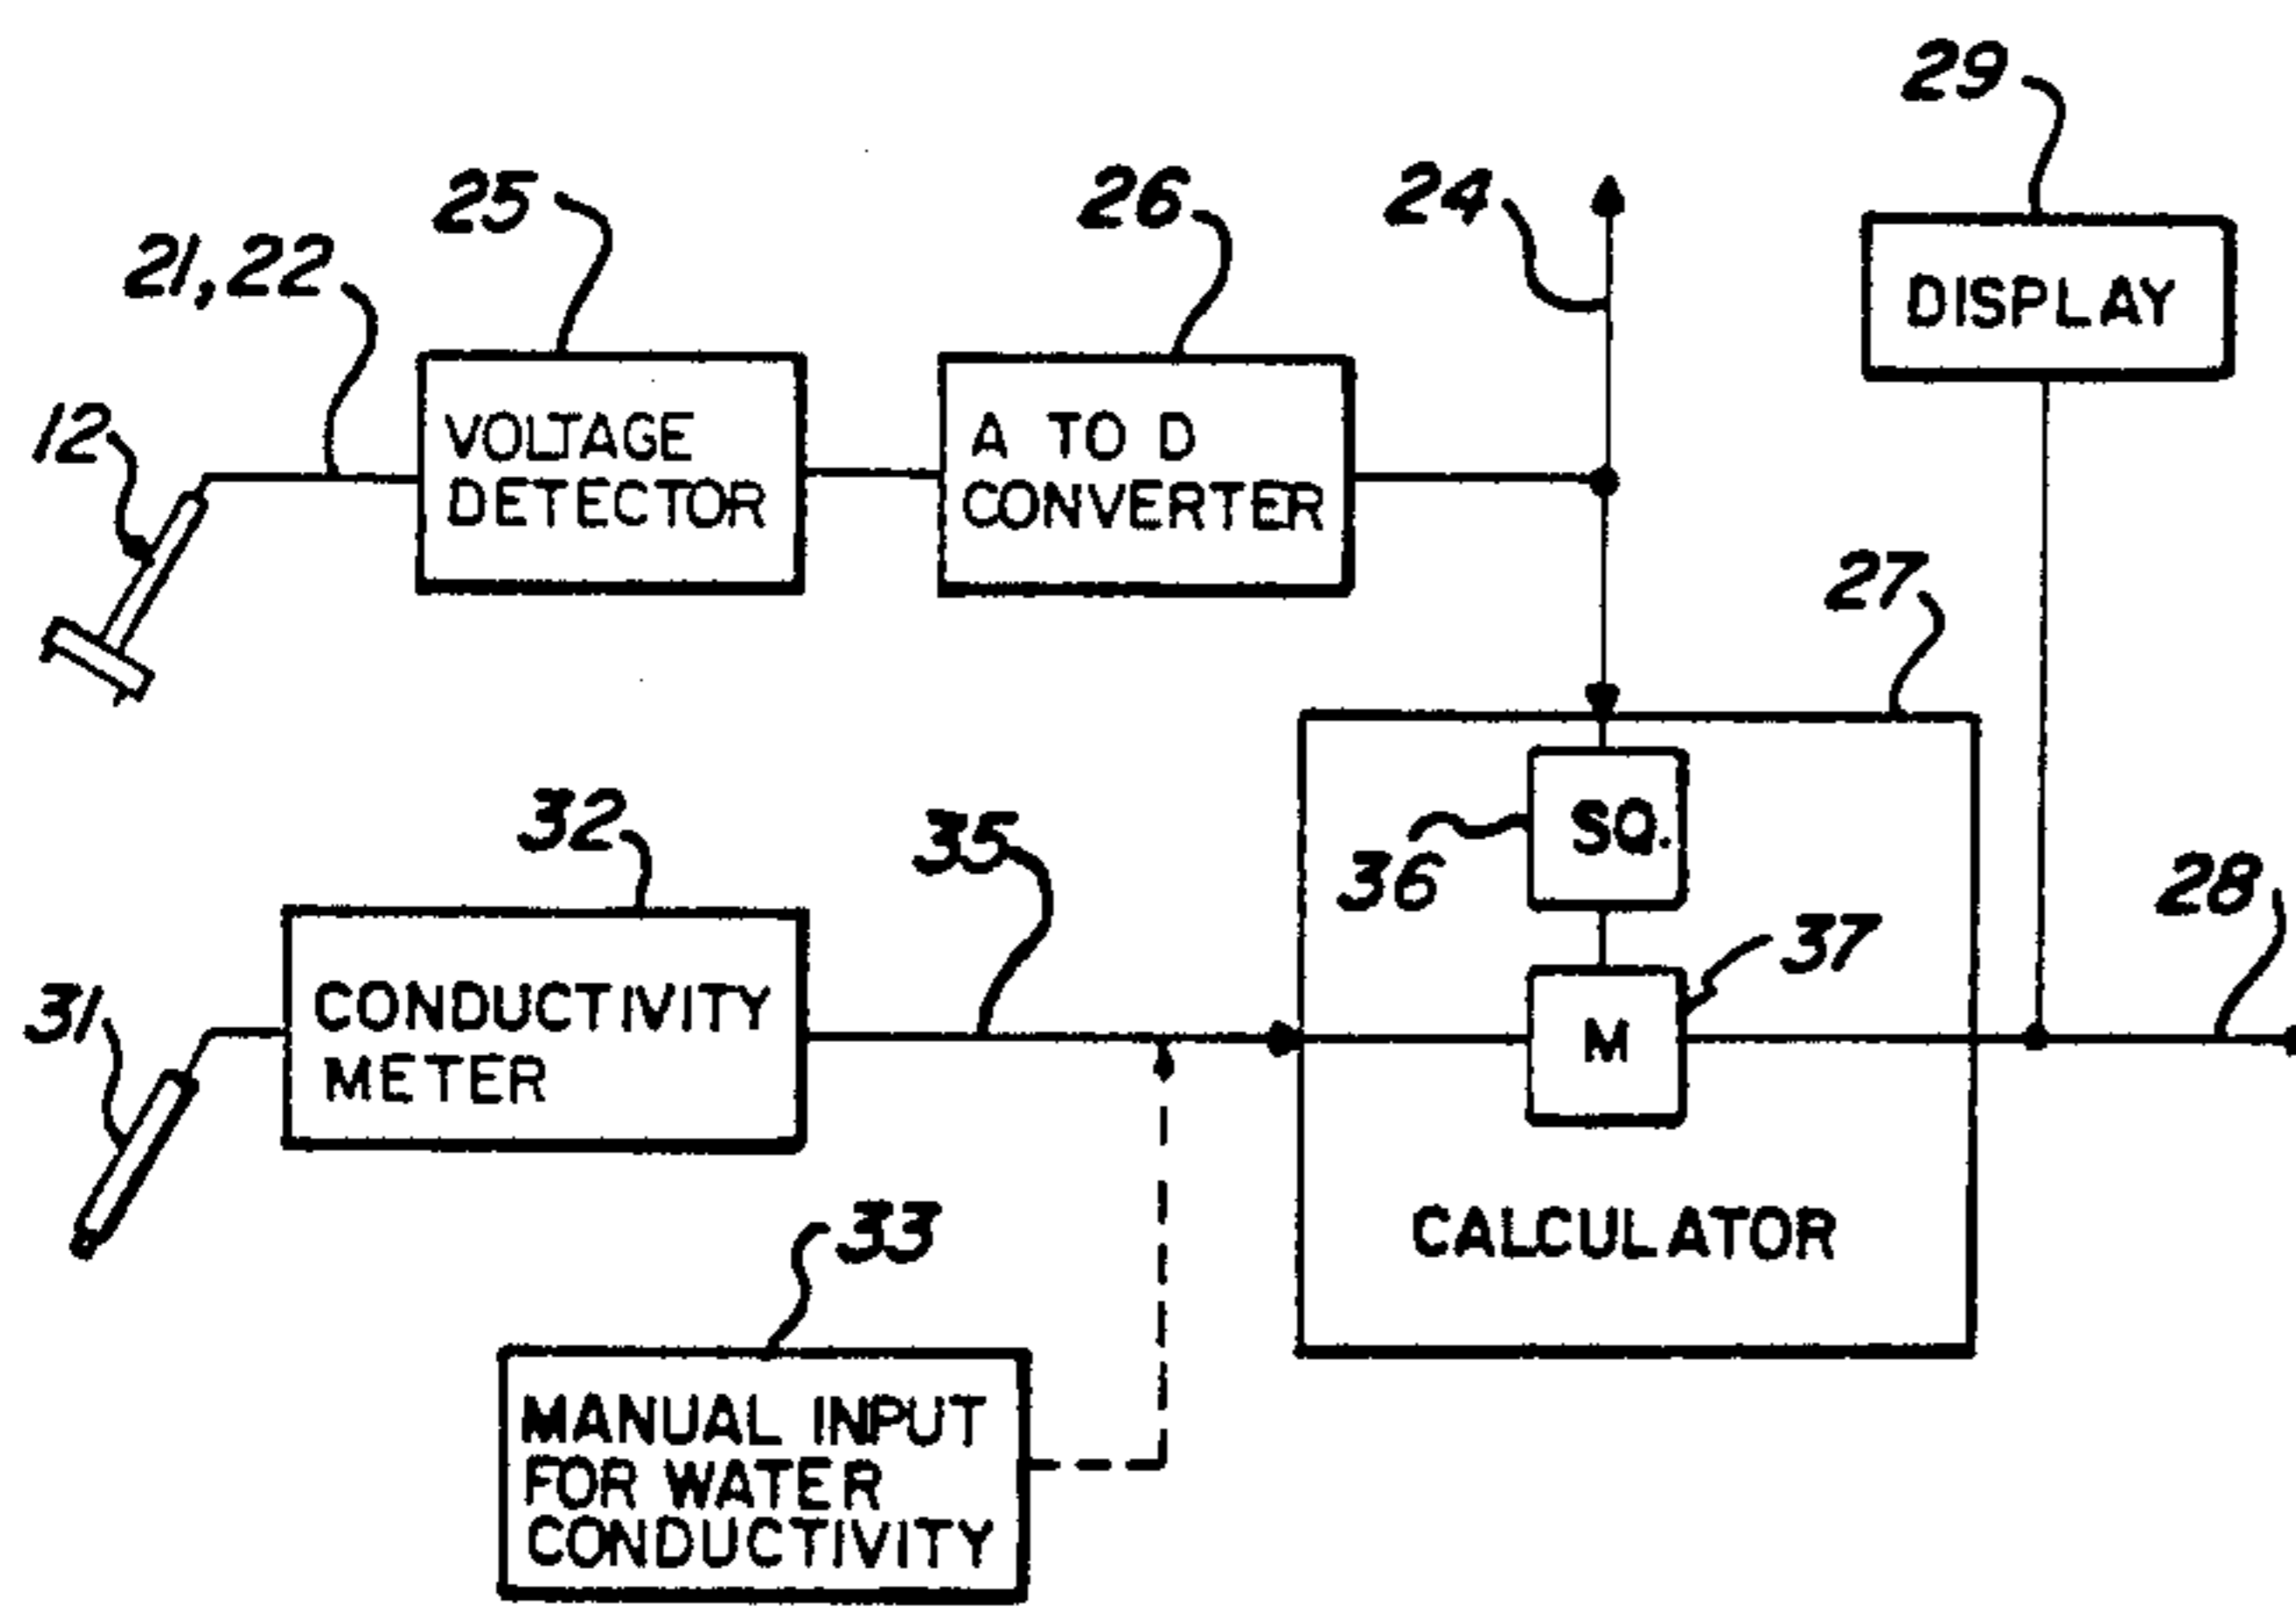 29
25
26
24
21, 22
DISPLAY
12
VOLTAGE
DETECTOR
A TO D
CONVERTER
27
32
35
SQ.
36
28
37
31
CONDUCTIVITY
METER
M
33
CALCULATOR
MANUAL INPUT
FOR WATER
CONDUCTIVITY